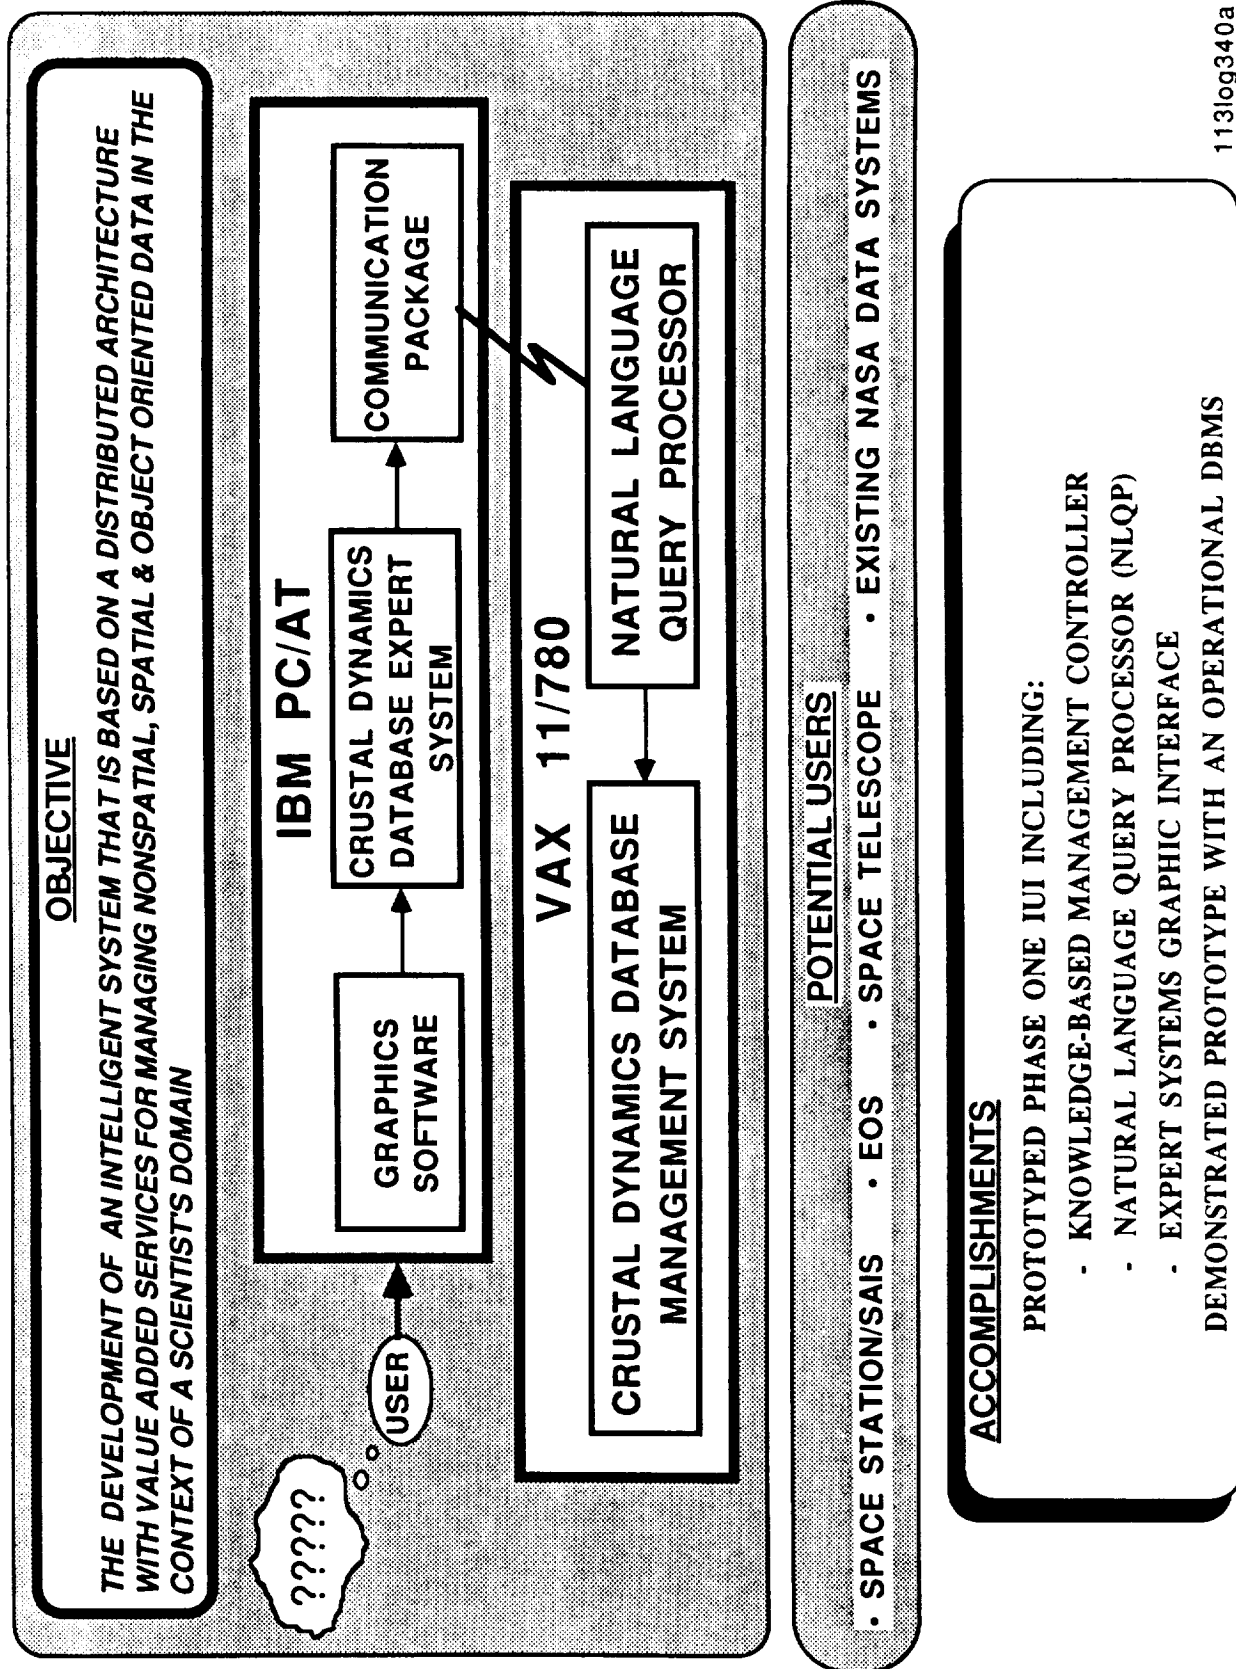 OBJECTIVE
THE DEVELOPMENT OF AN INTELLIGENT SYSTEM THAT IS BASED ON A DISTRIBUTED ARCHITECTURE
WITH VALUE ADDED SERVICES FOR MANAGING NONSPATIAL, SPATIAL & OBJECT ORIENTED DATA IN THE
CONTEXT OF A SCIENTIST'S DOMAIN
?????
USER
IBM PC/AT
GRAPHICS
SOFTWARE
CRUSTAL DYNAMICS
DATABASE EXPERT
SYSTEM
COMMUNICATION
PACKAGE
VAX 11/780
CRUSTAL DYNAMICS DATABASE
MANAGEMENT SYSTEM
NATURAL LANGUAGE
QUERY PROCESSOR
POTENTIAL USERS
• SPACE STATION/SAIS • EOS • SPACE TELESCOPE • EXISTING NASA DATA SYSTEMS
ACCOMPLISHMENTS
PROTOTYPED PHASE ONE IUI INCLUDING:
- KNOWLEDGE-BASED MANAGEMENT CONTROLLER
- NATURAL LANGUAGE QUERY PROCESSOR (NLQP)
- EXPERT SYSTEMS GRAPHIC INTERFACE
DEMONSTRATED PROTOTYPE WITH AN OPERATIONAL DBMS
113log340a